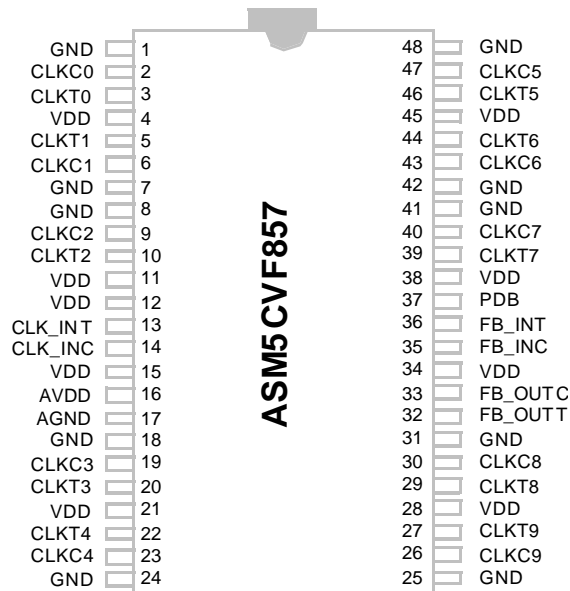 GND 1 48 GND
CLKC0 2 47 CLKC5
CLKT0 3 46 CLKT5
VDD 4 45 VDD
CLKT1 5 44 CLKT6
CLKC1 6 43 CLKC6
GND 7 42 GND
GND 8 41 GND
CLKC2 9 40 CLKC7
CLKT2 10 39 CLKT7
VDD 11 38 VDD
VDD 12 37 PDB
CLK_INT 13 36 FB_INT
CLK_INC 14 35 FB_INC
VDD 15 34 VDD
AVDD 16 33 FB_OUTC
AGND 17 32 FB_OUTT
GND 18 31 GND
CLKC3 19 30 CLKC8
CLKT3 20 29 CLKT8
VDD 21 28 VDD
CLKT4 22 27 CLKT9
CLKC4 23 26 CLKC9
GND 24 25 GND
ASM5CVF857